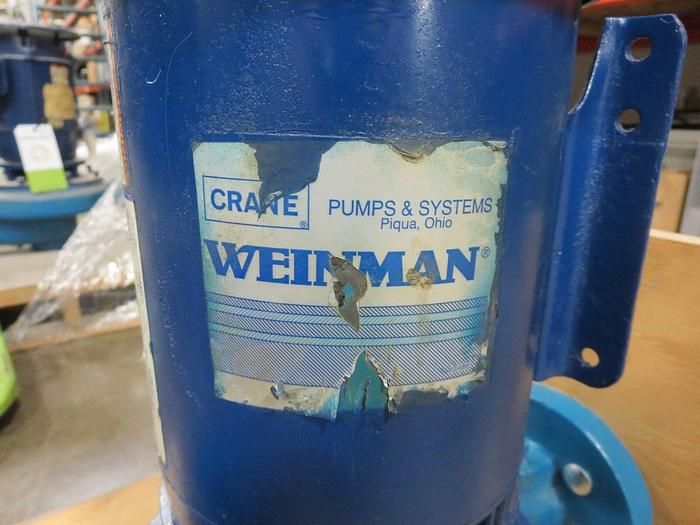 CRANE®
PUMPS & SYSTEMS
Piqua, Ohio
WEINMAN®